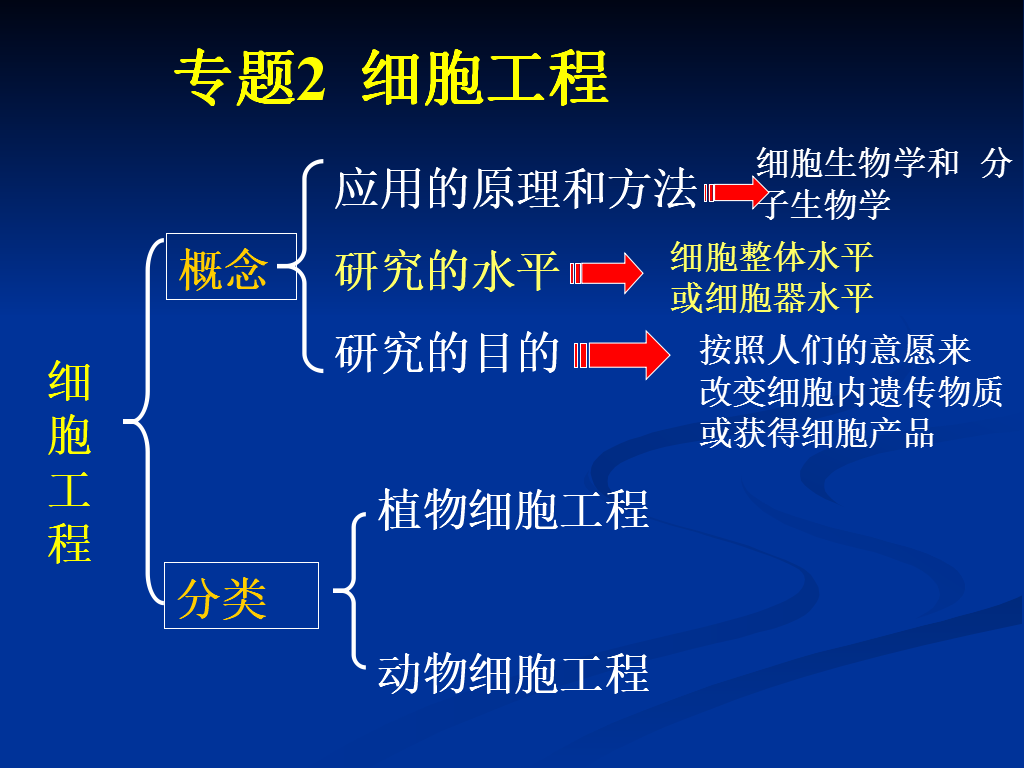 专题2 细胞工程
细胞工程
概念
应用的原理和方法
细胞生物学和 分
子生物学
研究的水平
细胞整体水平
或细胞器水平
研究的目的
按照人们的意愿来
改变细胞内遗传物质
或获得细胞产品
分类
植物细胞工程
动物细胞工程